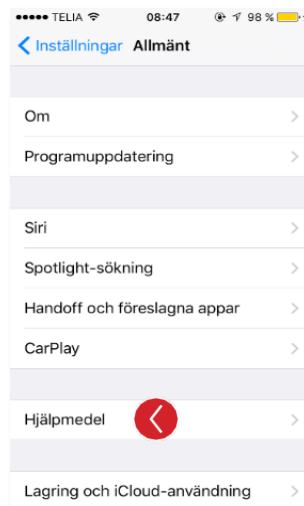 TELIA 08:47 98 %
Inställningar Allmänt
Om
Programuppdatering
Siri
Spotlight-sökning
Handoff och föreslagna appar
CarPlay
Hjälpmedel
Lagring och iCloud-användning